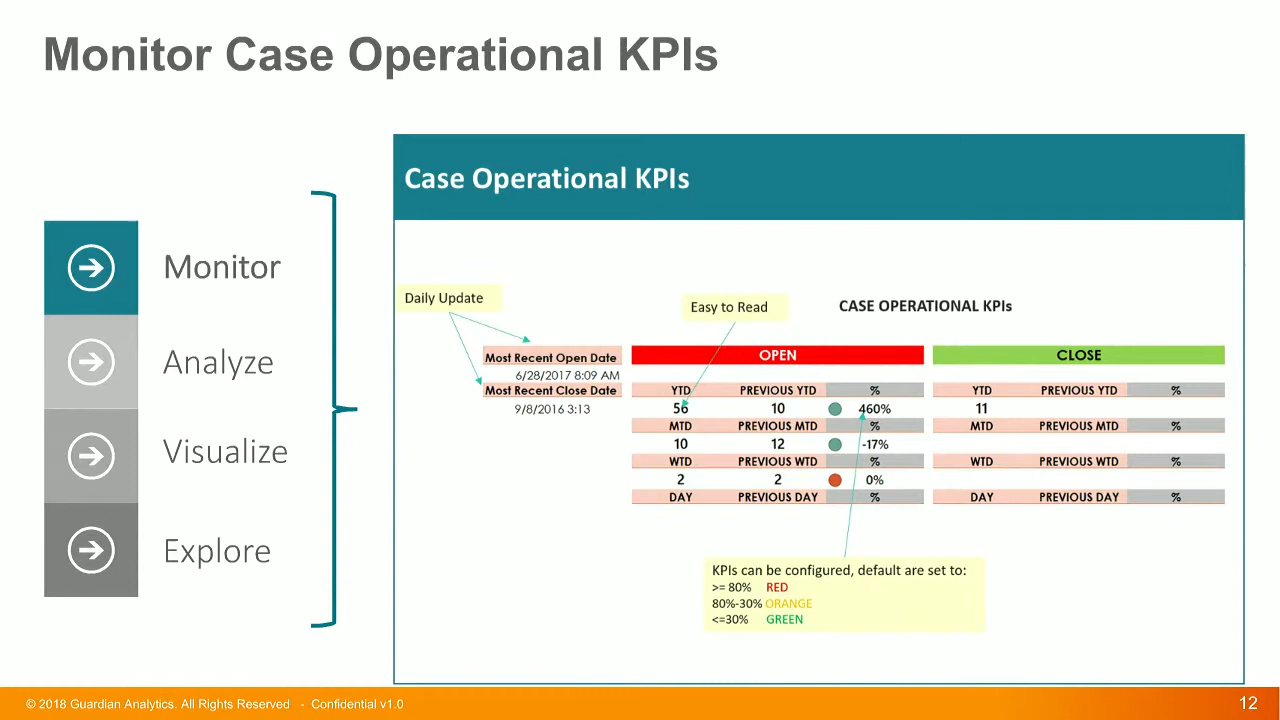 Monitor Case Operational KPIs
Monitor
Analyze
Visualize
Explore
Case Operational KPIs
Daily Update
Easy to Read
CASE OPERATIONAL KPIs
Most Recent Open Date
6/28/2017 8:09 AM
Most Recent Close Date
9/8/2016 3:13
OPEN
YTD PREVIOUS YTD %
56 10 460%
MTD PREVIOUS MTD %
10 12 -17%
WTD PREVIOUS WTD %
2 2 0%
DAY PREVIOUS DAY %
CLOSE
YTD PREVIOUS YTD %
11
MTD PREVIOUS MTD %
WTD PREVIOUS WTD %
DAY PREVIOUS DAY %
KPIs can be configured, default are set to:
>= 80% RED
80%-30% ORANGE
<=30% GREEN
© 2018 Guardian Analytics. All Rights Reserved - Confidential v1.0
12